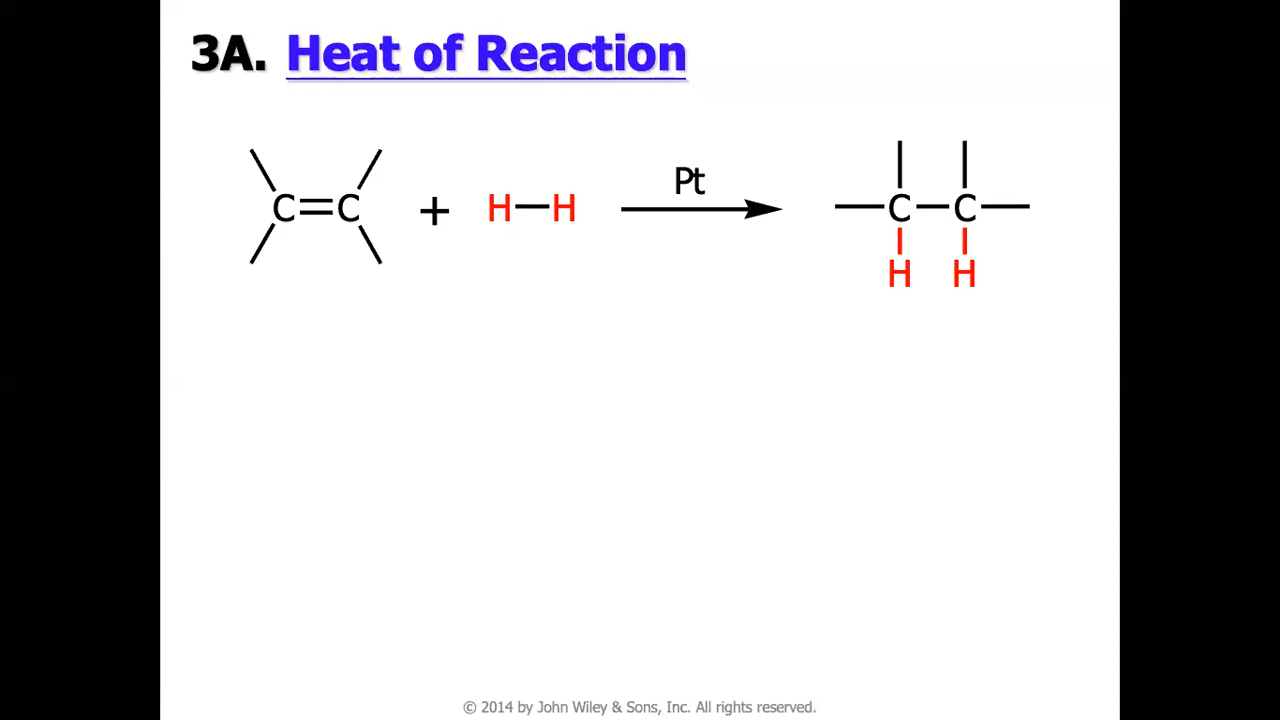 3A. Heat of Reaction
C=C + H—H Pt —C—C—
H H
© 2014 by John Wiley & Sons, Inc. All rights reserved.